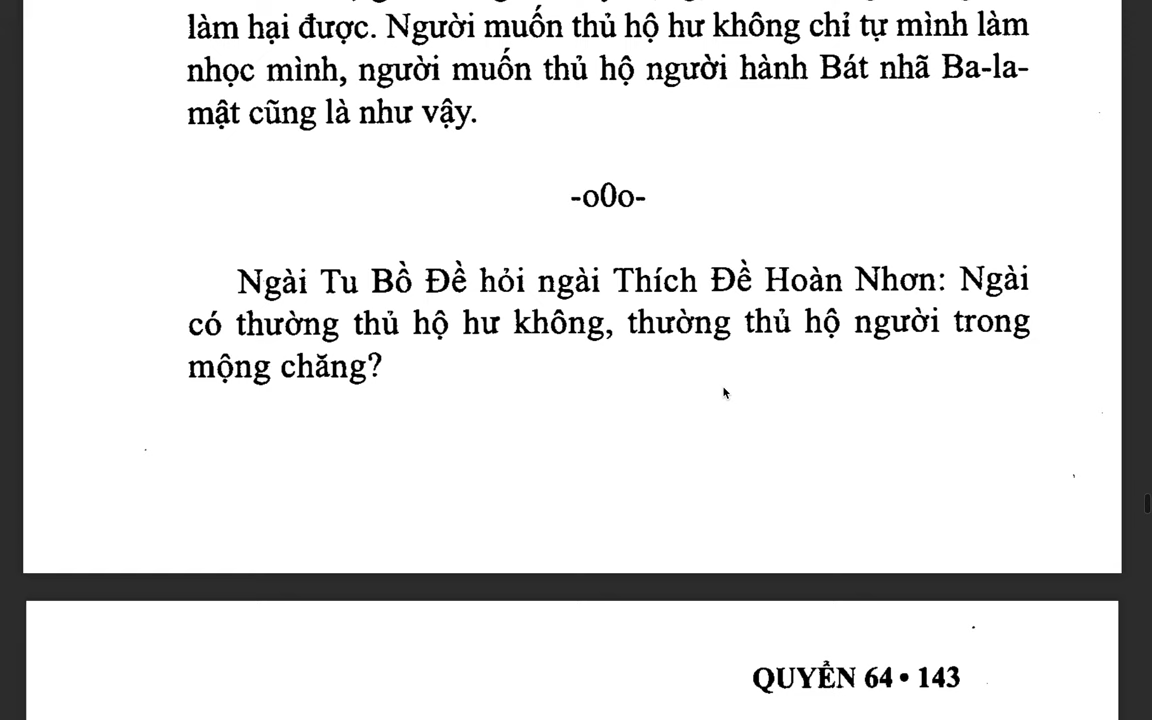 làm hại được. Người muốn thủ hộ hư không chỉ tự mình làm
nhọc mình, người muốn thủ hộ người hành Bát nhã Ba-la-
mật cũng là như vậy.
-o0o-
Ngài Tu Bồ Đề hỏi ngài Thích Đề Hoàn Nhơn: Ngài
có thường thủ hộ hư không, thường thủ hộ người trong
mộng chăng?
QUYỂN 64 • 143